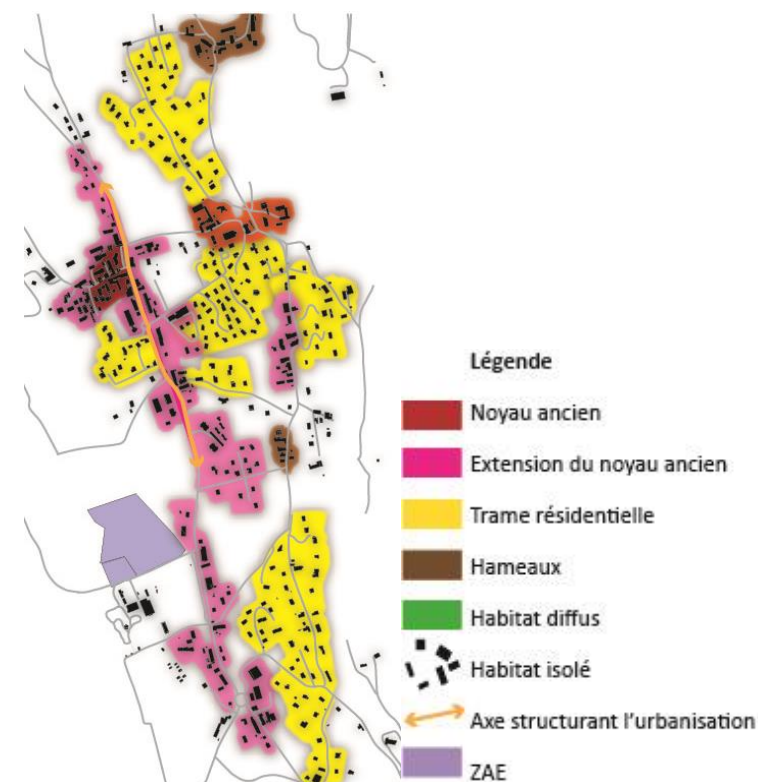 Légende
Noyau ancien
Extension du noyau ancien
Trame résidentielle
Hameaux
Habitat diffus
Habitat isolé
Axe structurant l'urbanisation
ZAE